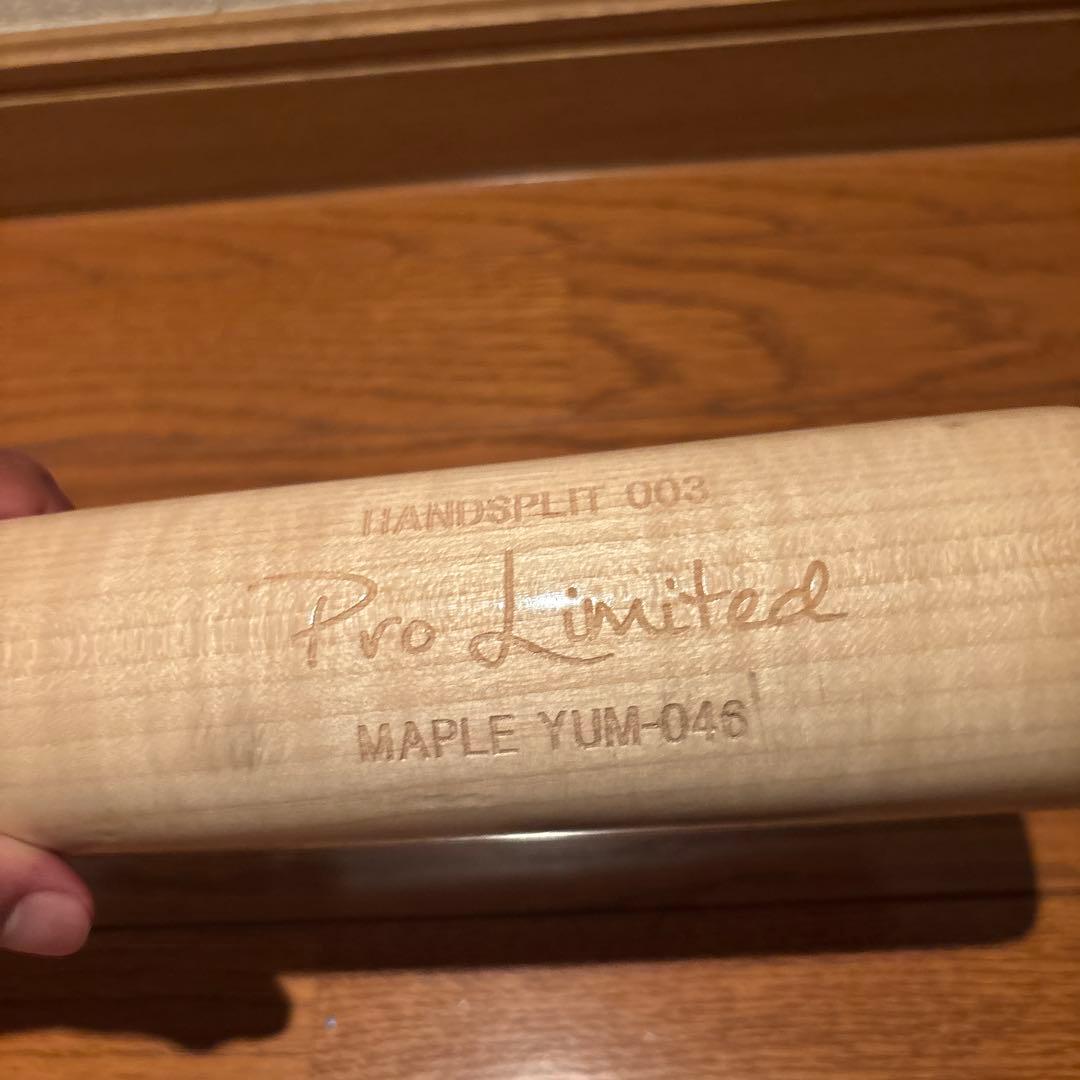 HANDSPLIT 003
Pro Limited
MAPLE YUM-046